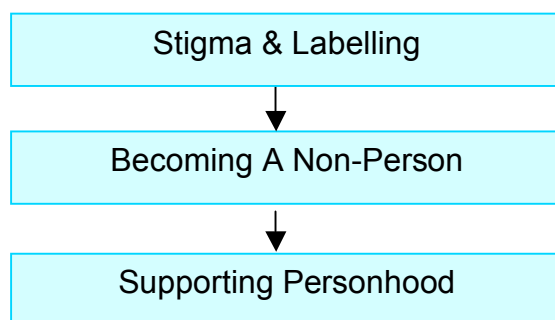 Stigma & Labelling
Becoming A Non-Person
Supporting Personhood